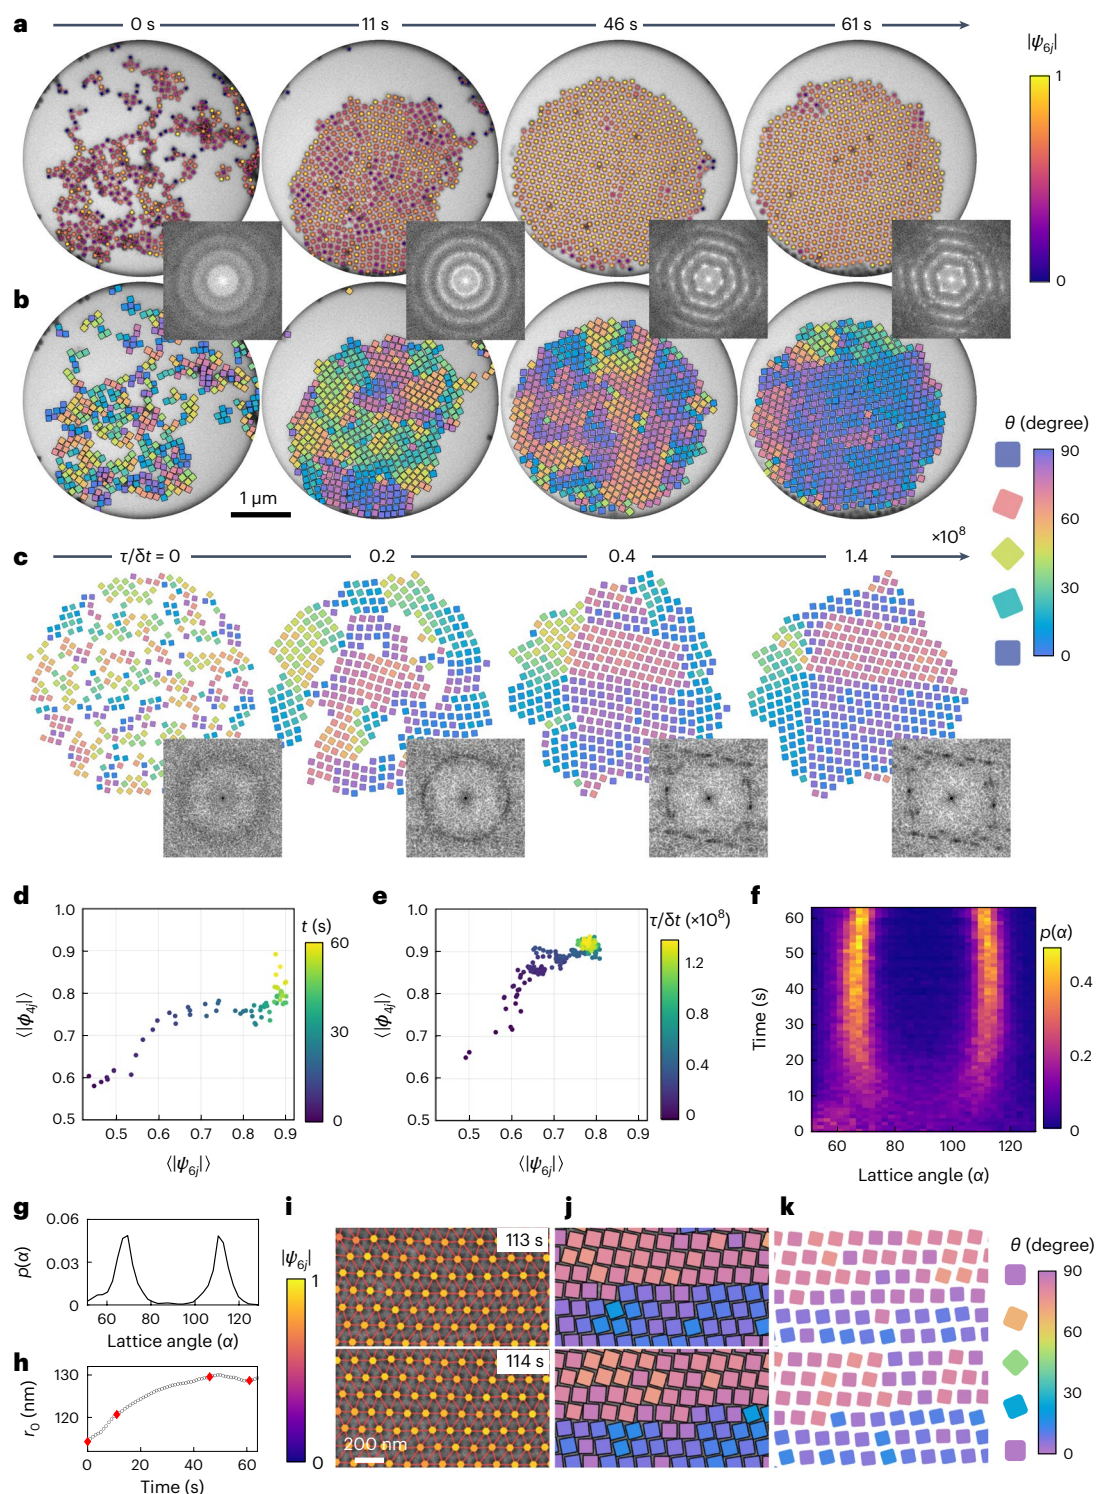 a
0 s
11 s
46 s
61 s
|ψ6j|
1
0
b
1 µm
θ (degree)
90
60
30
0
c
τ/δt = 0
0.2
0.4
1.4
×10⁸
d
1.0
0.9
0.8
0.7
0.6
0.5
⟨|ϕ4j|⟩
0.5
0.6
0.7
0.8
0.9
⟨|ψ6j|⟩
t (s)
60
30
0
e
1.0
0.9
0.8
0.7
0.6
0.5
⟨|ϕ4j|⟩
0.5
0.6
0.7
0.8
0.9
⟨|ψ6j|⟩
τ/δt (×10⁸)
1.2
0.8
0.4
0
f
60
50
40
30
20
10
0
Time (s)
60
80
100
120
Lattice angle (α)
p(α)
0.4
0.2
0
g
0.06
0.03
0
p(α)
60
80
100
120
Lattice angle (α)
h
130
120
r0 (nm)
0
20
40
60
Time (s)
i
|ψ6j|
1
0
113 s
114 s
200 nm
j
k
θ (degree)
90
60
30
0